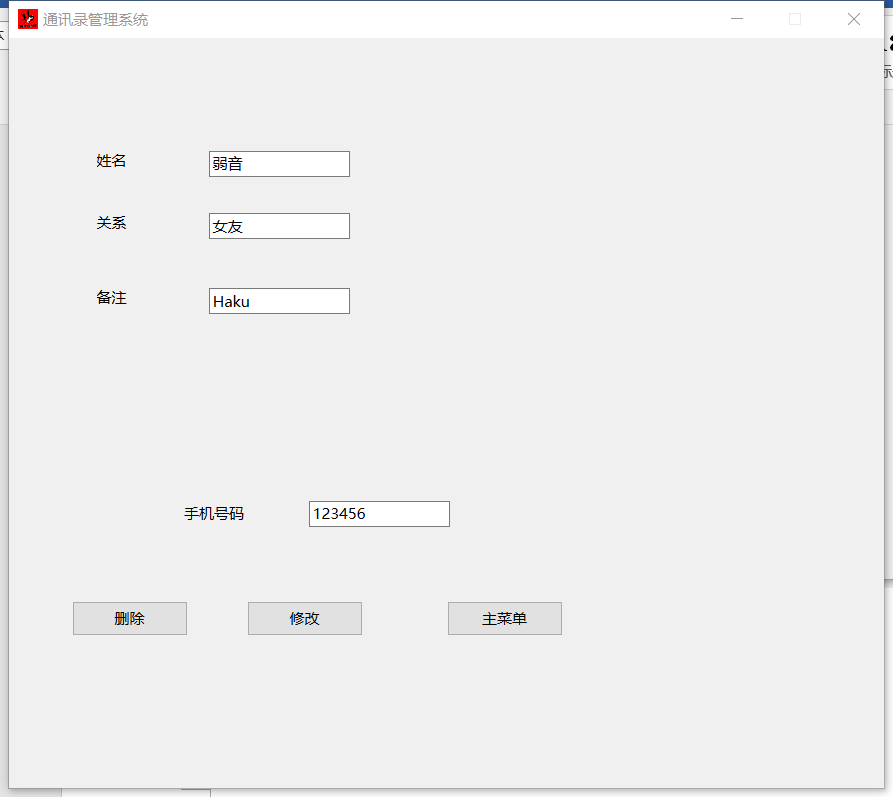 通讯录管理系统
姓名 弱音
关系 女友
备注 Haku
手机号码 123456
删除 修改 主菜单